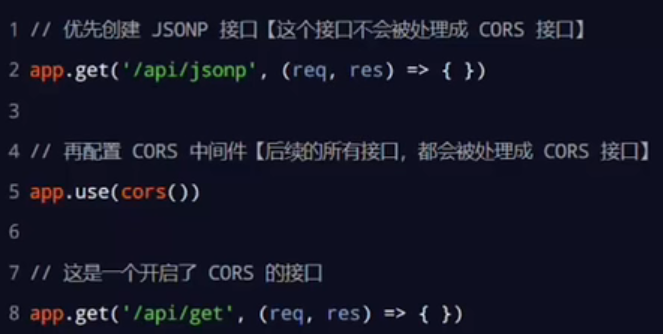 1 // 优先创建 JSONP 接口【这个接口不会被处理成 CORS 接口】
2 app.get('/api/jsonp', (req, res) => { })
3
4 // 再配置 CORS 中间件【后续的所有接口，都会被处理成 CORS 接口】
5 app.use(cors())
6
7 // 这是一个开启了 CORS 的接口
8 app.get('/api/get', (req, res) => { })